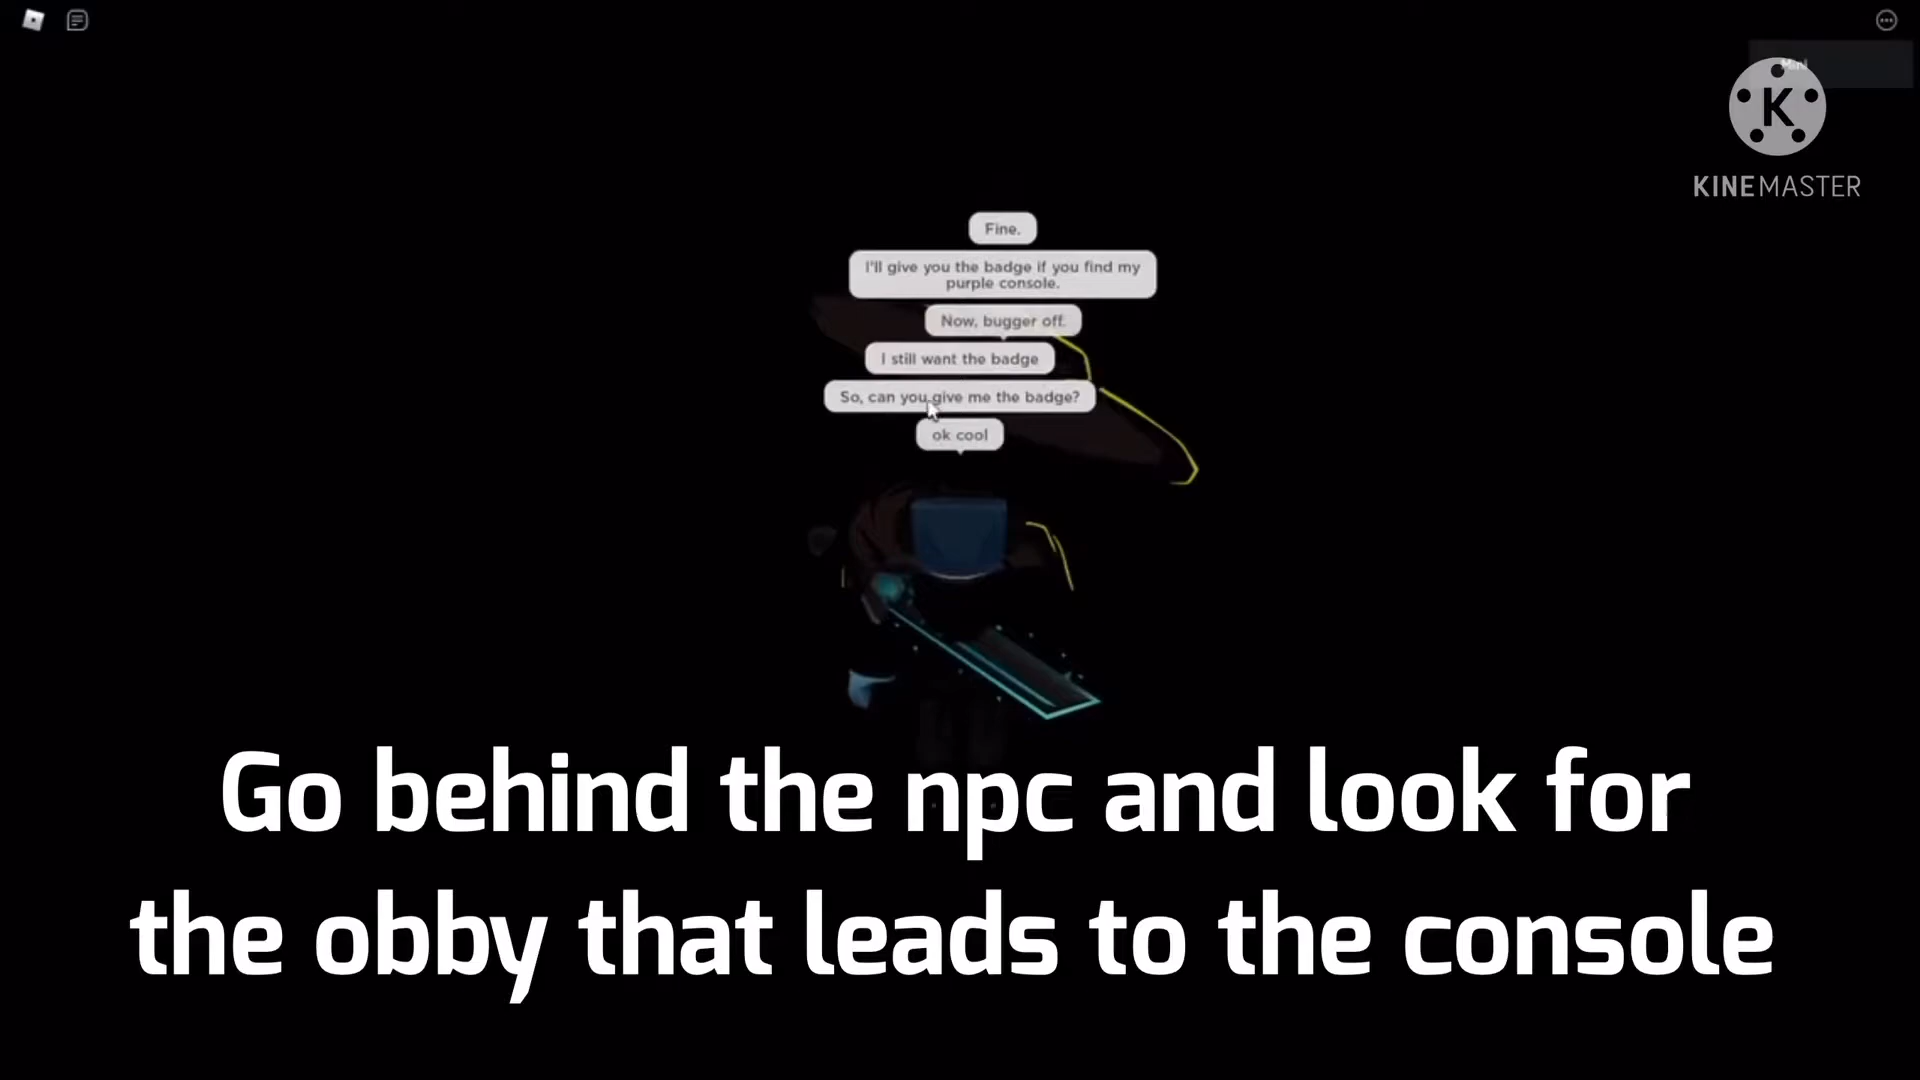 KINEMASTER
Fine.
I'll give you the badge if you find my
purple console.
Now, bugger off.
I still want the badge
So, can you give me the badge?
ok cool
Go behind the npc and look for
the obby that leads to the console